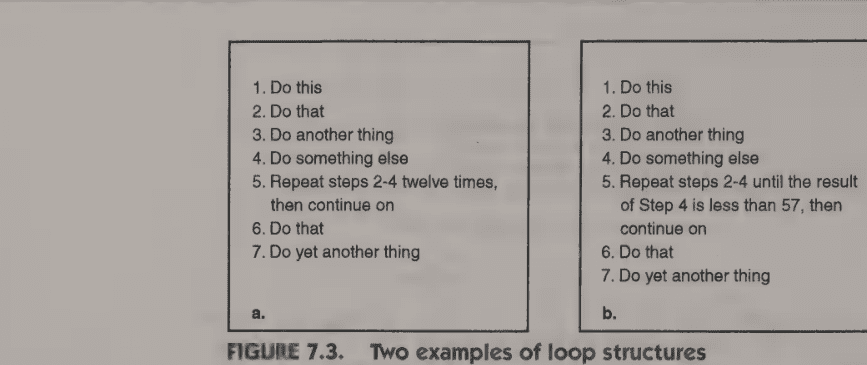 1. Do this
2. Do that
3. Do another thing
4. Do something else
5. Repeat steps 2-4 twelve times,
then continue on
6. Do that
7. Do yet another thing
a.
1. Do this
2. Do that
3. Do another thing
4. Do something else
5. Repeat steps 2-4 until the result
of Step 4 is less than 57, then
continue on
6. Do that
7. Do yet another thing
b.
FIGURE 7.3. Two examples of loop structures